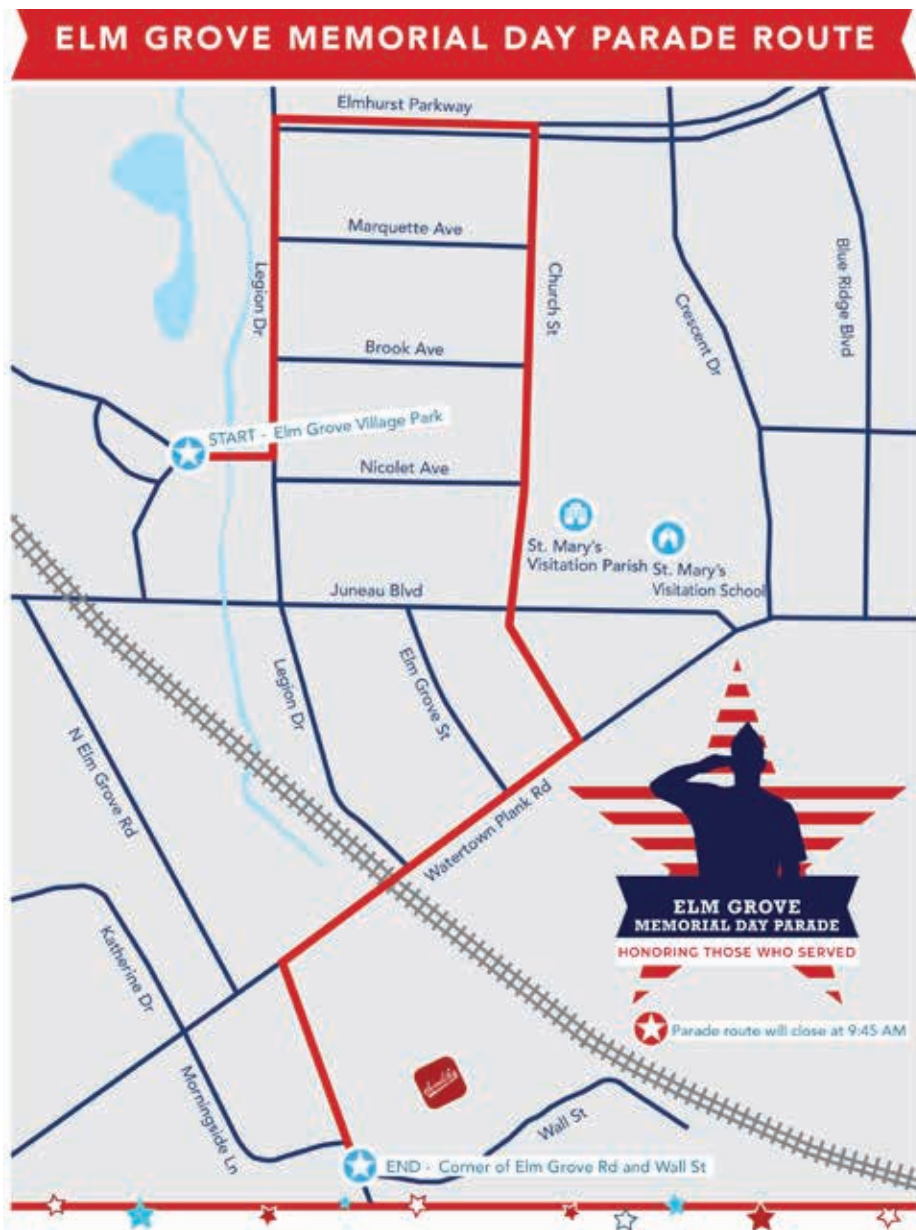 ELM GROVE MEMORIAL DAY PARADE ROUTE
Elmhurst Parkway
Marquette Ave
Legion Dr
Church St
Crescent Dr
Blue Ridge Blvd
Brook Ave
START - Elm Grove Village Park
Nicolet Ave
St. Mary's
Visitation Parish
St. Mary's
Visitation School
Juneau Blvd
Legion Dr
Elm Grove St
N Elm Grove Rd
Watertown Plank Rd
ELM GROVE
MEMORIAL DAY PARADE
HONORING THOSE WHO SERVED
Katherine Dr
Parade route will close at 9:45 AM
Morningside Ln
Wall St
END - Corner of Elm Grove Rd and Wall St